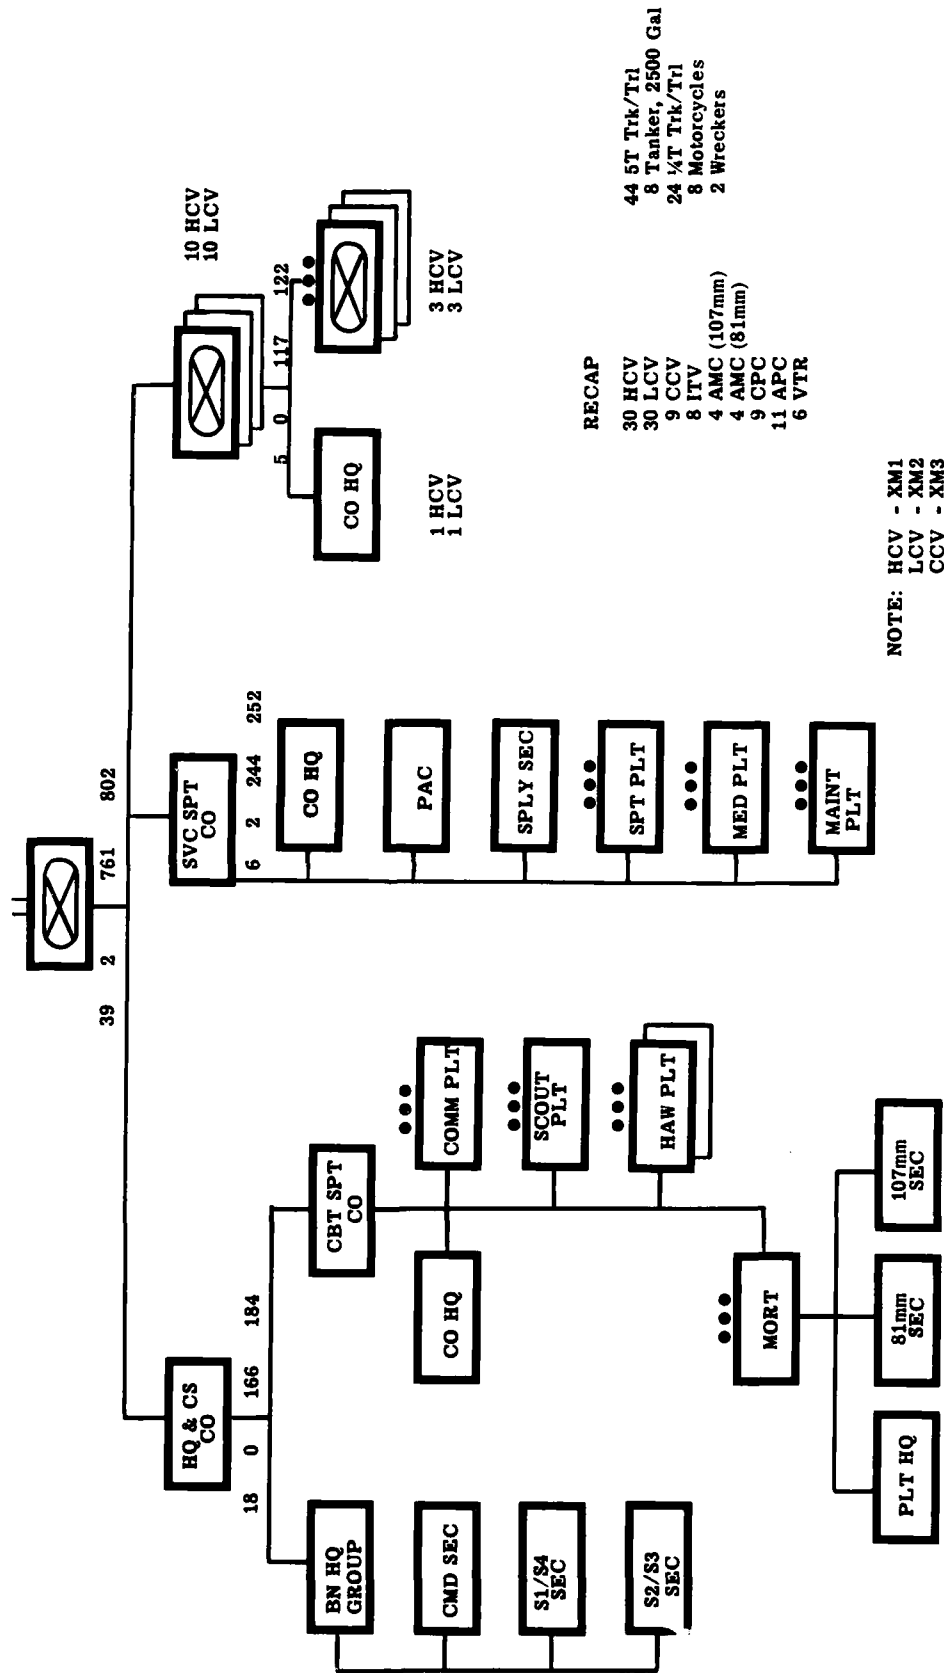 39 2 761 802
HQ & CS
CO
18 0 166 184
BN HQ
GROUP
CMD SEC
S1/S4
SEC
S2/S3
SEC
CBT SPT
CO
CO HQ
COMM PLT
SCOUT
PLT
HAW PLT
MORT
PLT HQ
81mm
SEC
107mm
SEC
SVC SPT
CO
6 2 244 252
CO HQ
PAC
SPLY SEC
SPT PLT
MED PLT
MAINT
PLT
10 HCV
10 LCV
5 0 117 122
CO HQ
1 HCV
1 LCV
3 HCV
3 LCV
RECAP
30 HCV
30 LCV
9 CCV
8 ITV
4 AMC (107mm)
4 AMC (81mm)
9 CPC
11 APC
6 VTR
44 5T Trk/Trl
8 Tanker, 2500 Gal
24 ¼T Trk/Trl
8 Motorcycles
2 Wreckers
NOTE: HCV - XM1
LCV - XM2
CCV - XM3